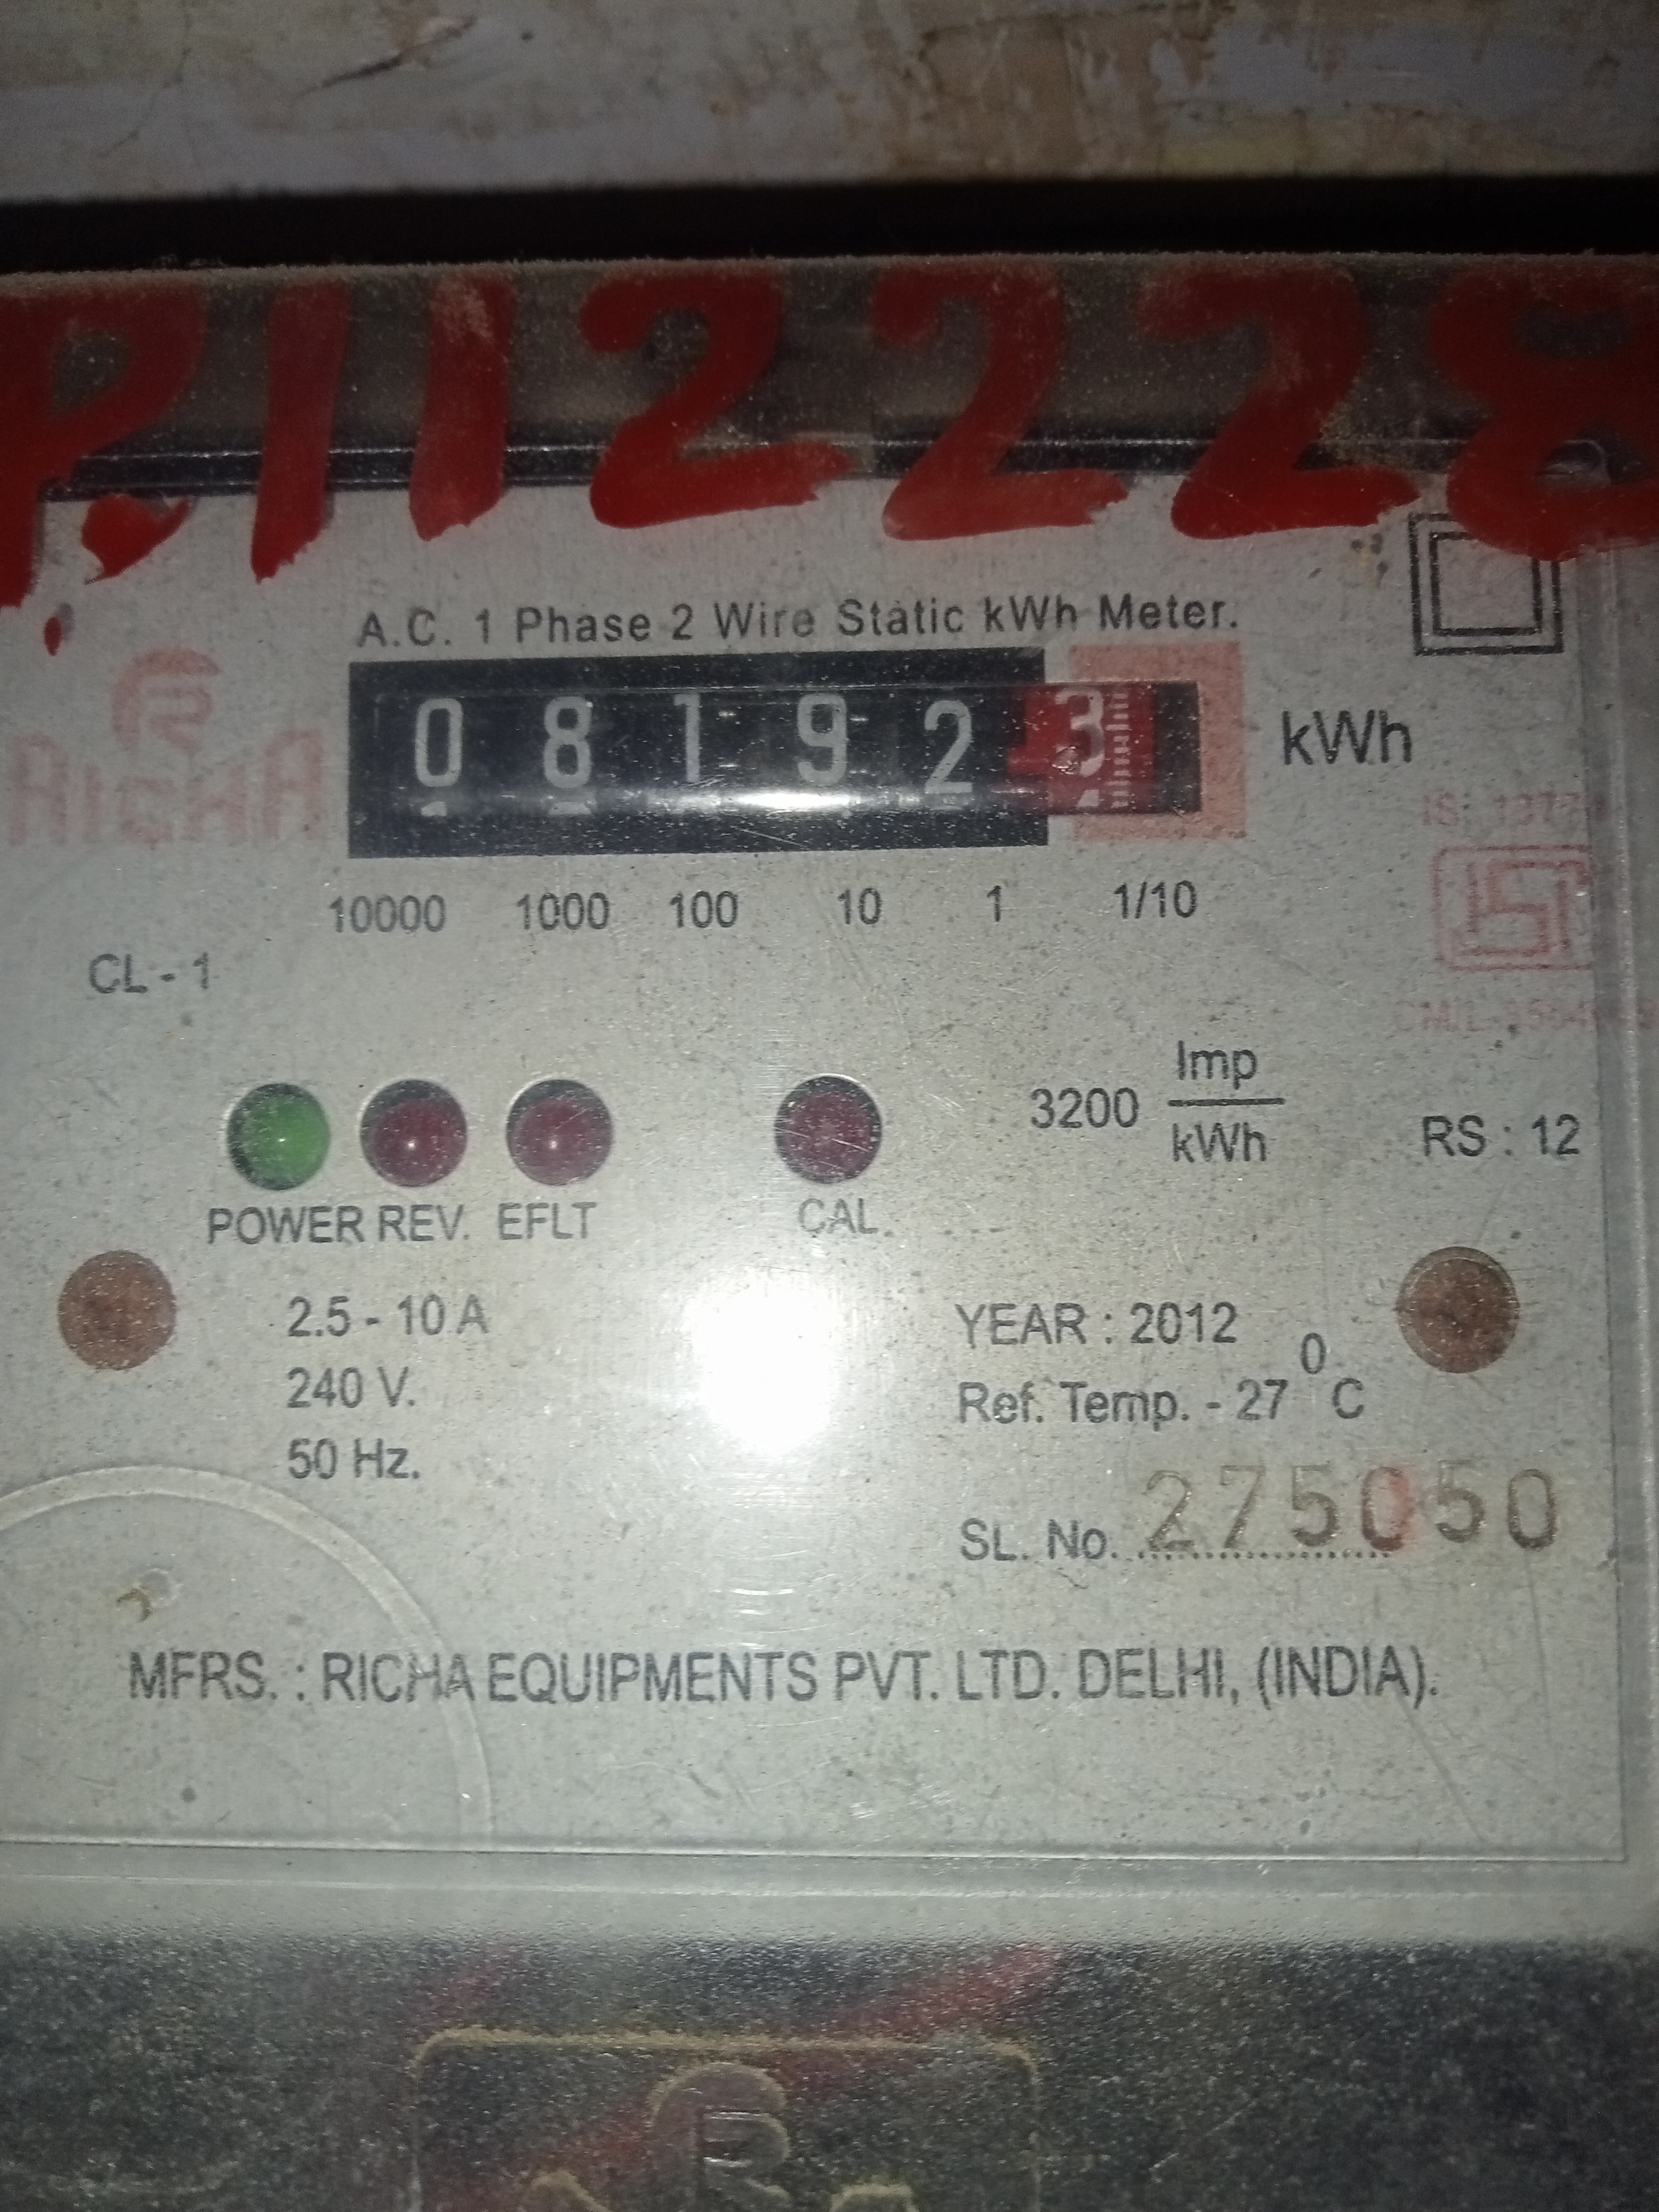 P112228
A.C. 1 Phase 2 Wire Static kWh Meter.
RICHA
0 8 1 9 2 3 kWh
10000 1000 100 10 1 1/10
CL - 1
3200 Imp/kWh
RS : 12
POWER REV. EFLT CAL.
2.5 - 10 A
240 V.
50 Hz.
YEAR : 2012
Ref. Temp. - 27 °C
SL. No. 275050
MFRS. : RICHA EQUIPMENTS PVT. LTD. DELHI, (INDIA).